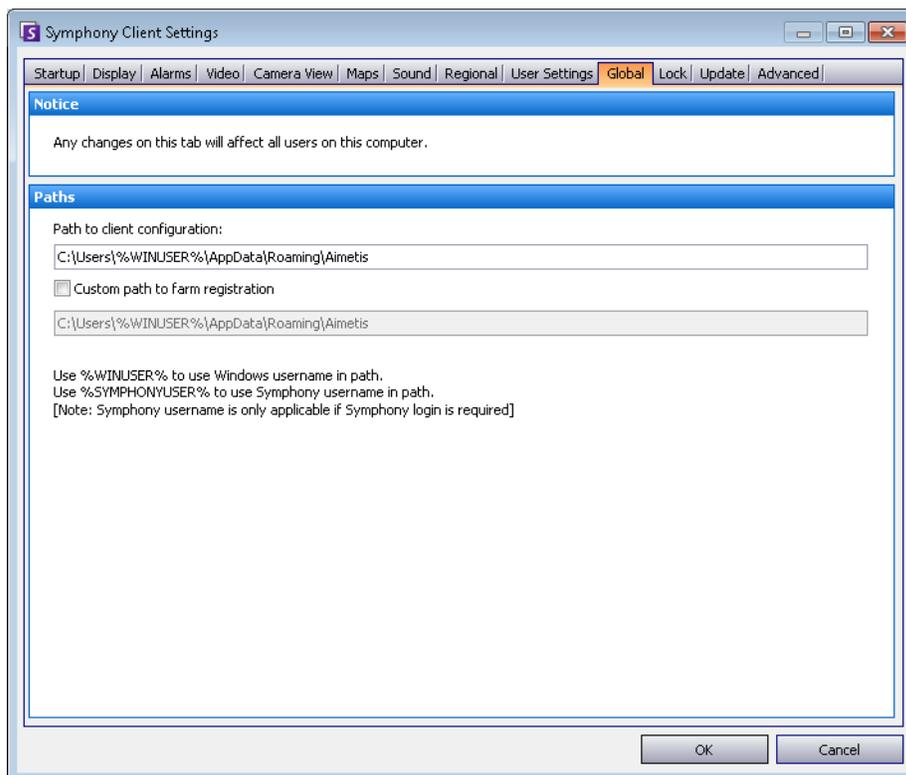 Symphony Client Settings
Startup Display Alarms Video Camera View Maps Sound Regional User Settings Global Lock Update Advanced
Notice
Any changes on this tab will affect all users on this computer.
Paths
Path to client configuration:
C:\Users\%WINUSER%\AppData\Roaming\Aimetis
Custom path to farm registration
C:\Users\%WINUSER%\AppData\Roaming\Aimetis
Use %WINUSER% to use Windows username in path.
Use %SYMPHONYUSER% to use Symphony username in path.
[Note: Symphony username is only applicable if Symphony login is required]
OK Cancel